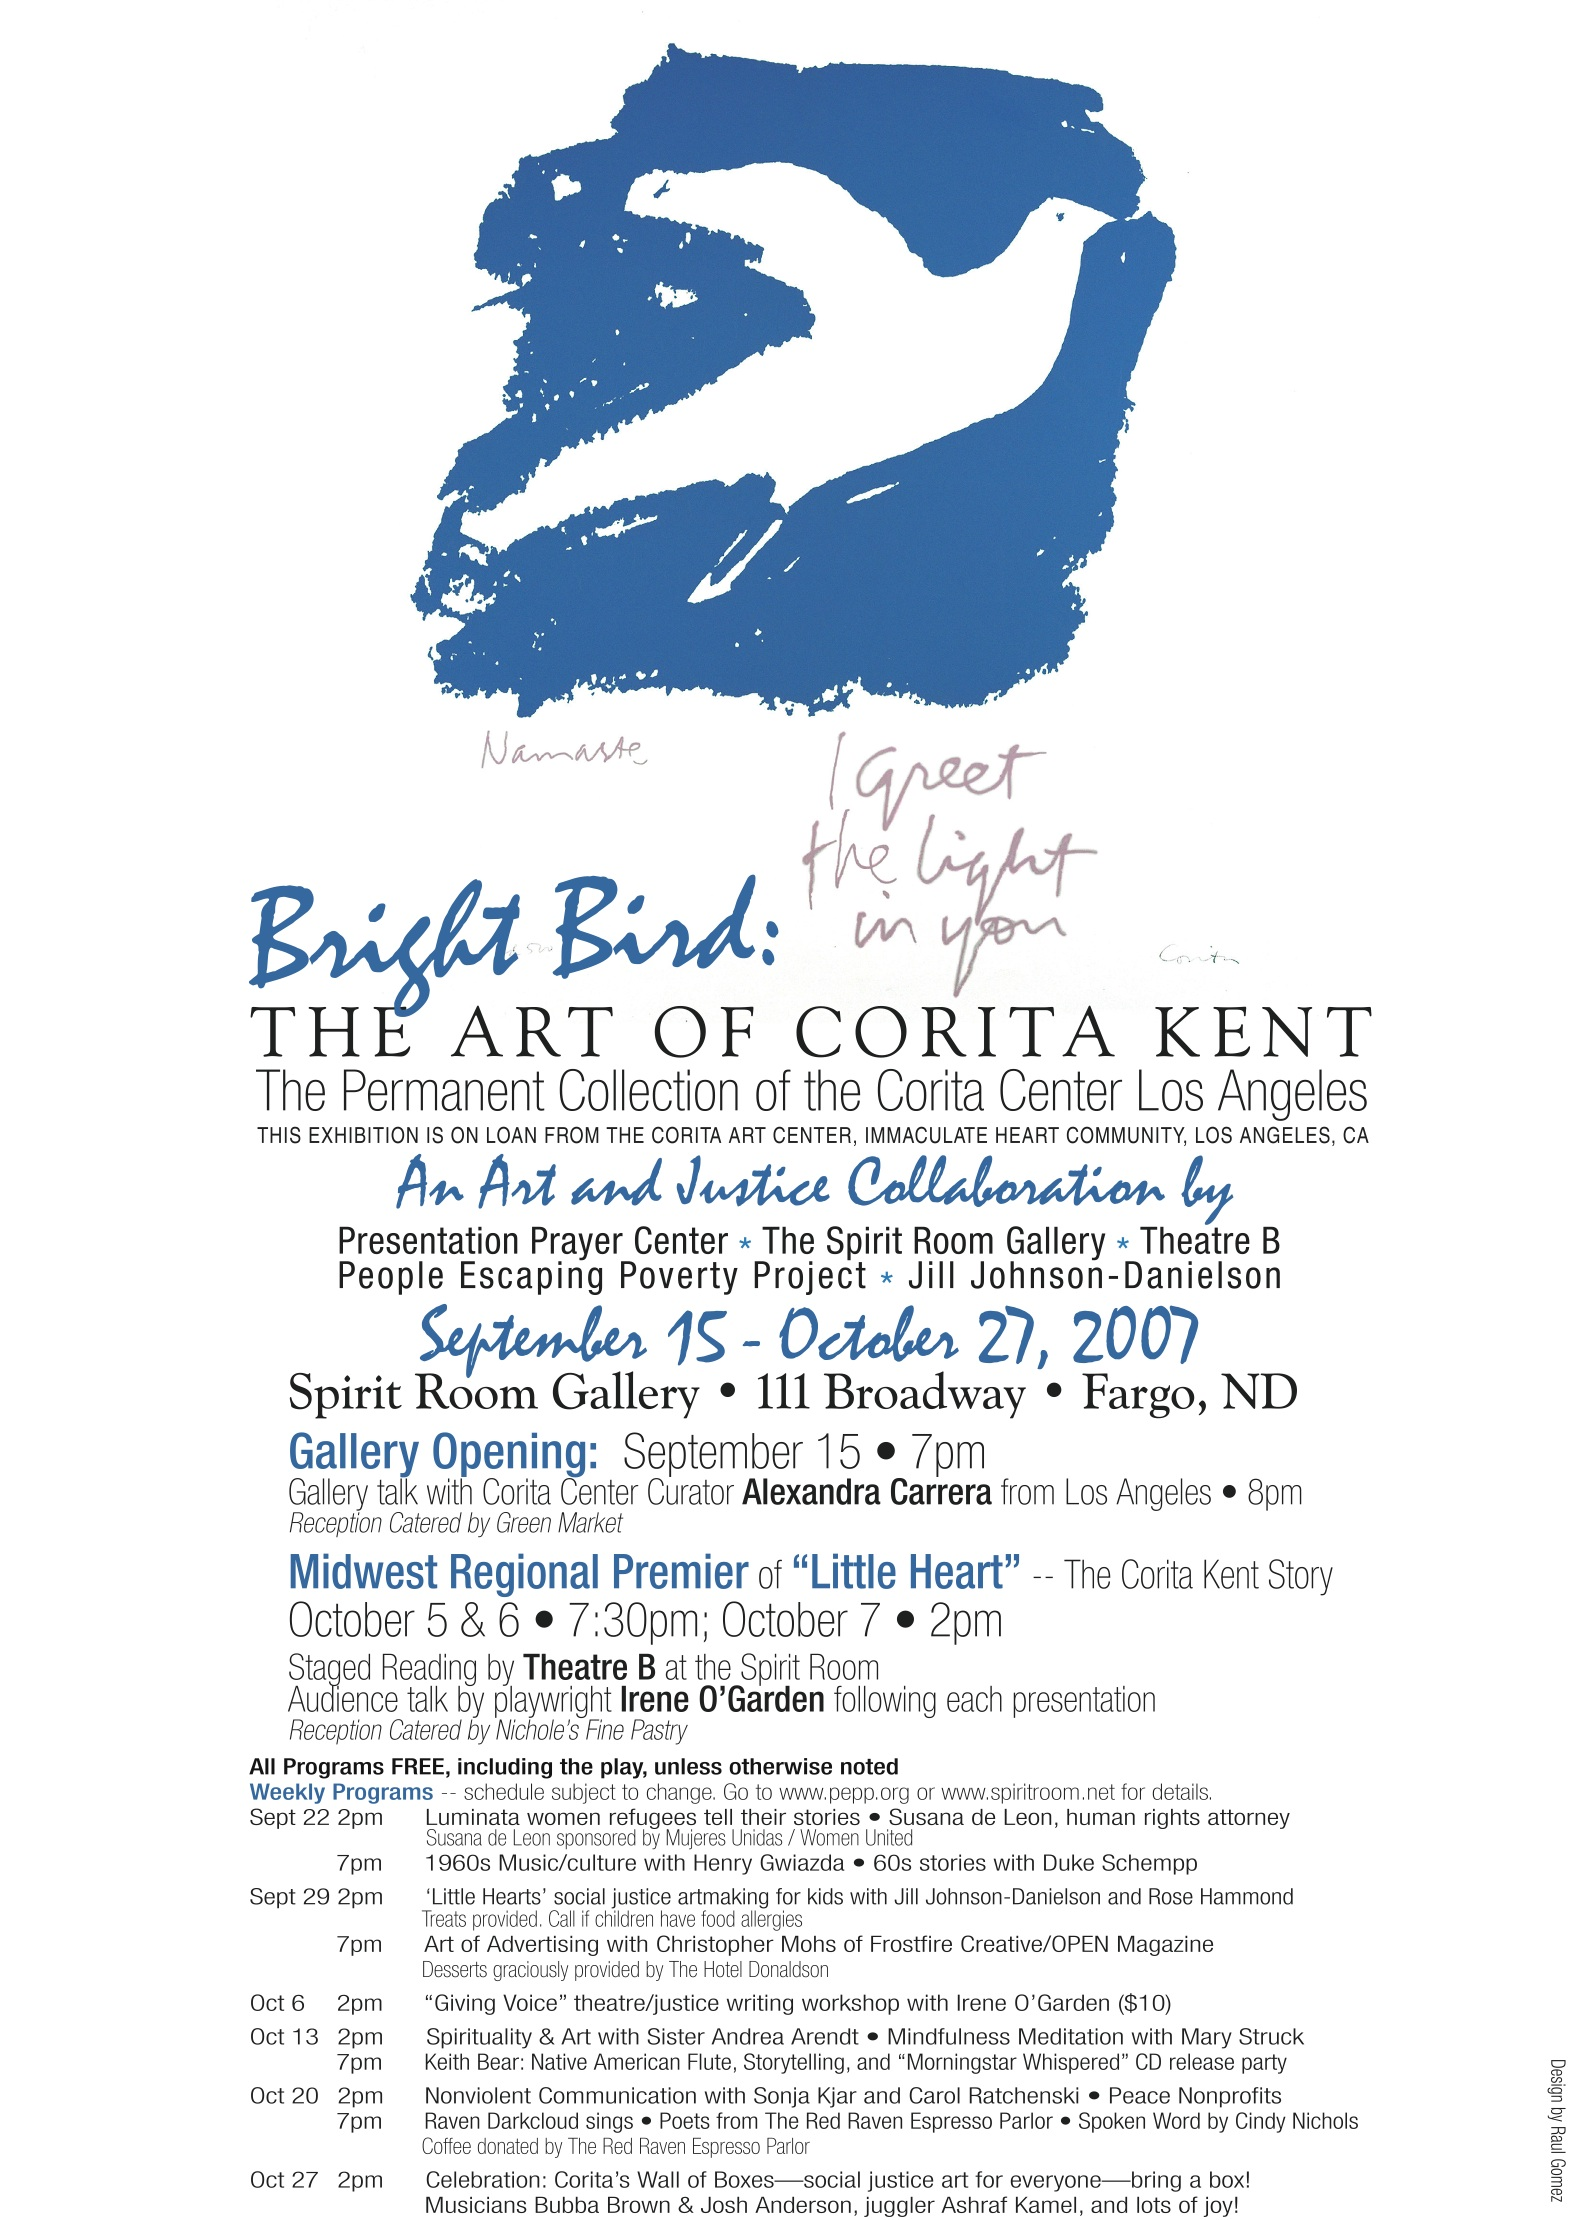 Namaste
I Greet
the light
in you
Corita
Bright Bird:
THE ART OF CORITA KENT
The Permanent Collection of the Corita Center Los Angeles
THIS EXHIBITION IS ON LOAN FROM THE CORITA ART CENTER, IMMACULATE HEART COMMUNITY, LOS ANGELES, CA
An Art and Justice Collaboration by
Presentation Prayer Center * The Spirit Room Gallery * Theatre B
People Escaping Poverty Project * Jill Johnson-Danielson
September 15 - October 27, 2007
Spirit Room Gallery • 111 Broadway • Fargo, ND
Gallery Opening: September 15 • 7pm
Gallery talk with Corita Center Curator Alexandra Carrera from Los Angeles • 8pm
Reception Catered by Green Market
Midwest Regional Premier of “Little Heart” -- The Corita Kent Story
October 5 & 6 • 7:30pm; October 7 • 2pm
Staged Reading by Theatre B at the Spirit Room
Audience talk by playwright Irene O’Garden following each presentation
Reception Catered by Nichole’s Fine Pastry
All Programs FREE, including the play, unless otherwise noted
Weekly Programs -- schedule subject to change. Go to www.pepp.org or www.spiritroom.net for details.
Sept 22 2pm Luminata women refugees tell their stories • Susana de Leon, human rights attorney
Susana de Leon sponsored by Mujeres Unidas / Women United
7pm 1960s Music/culture with Henry Gwiazda • 60s stories with Duke Schempp
Sept 29 2pm ‘Little Hearts’ social justice artmaking for kids with Jill Johnson-Danielson and Rose Hammond
Treats provided. Call if children have food allergies
7pm Art of Advertising with Christopher Mohs of Frostfire Creative/OPEN Magazine
Desserts graciously provided by The Hotel Donaldson
Oct 6 2pm “Giving Voice” theatre/justice writing workshop with Irene O’Garden ($10)
Oct 13 2pm Spirituality & Art with Sister Andrea Arendt • Mindfulness Meditation with Mary Struck
7pm Keith Bear: Native American Flute, Storytelling, and “Morningstar Whispered” CD release party
Oct 20 2pm Nonviolent Communication with Sonja Kjar and Carol Ratchenski • Peace Nonprofits
7pm Raven Darkcloud sings • Poets from The Red Raven Espresso Parlor • Spoken Word by Cindy Nichols
Coffee donated by The Red Raven Espresso Parlor
Oct 27 2pm Celebration: Corita’s Wall of Boxes—social justice art for everyone—bring a box!
Musicians Bubba Brown & Josh Anderson, juggler Ashraf Kamel, and lots of joy!
Design by Raul Gomez